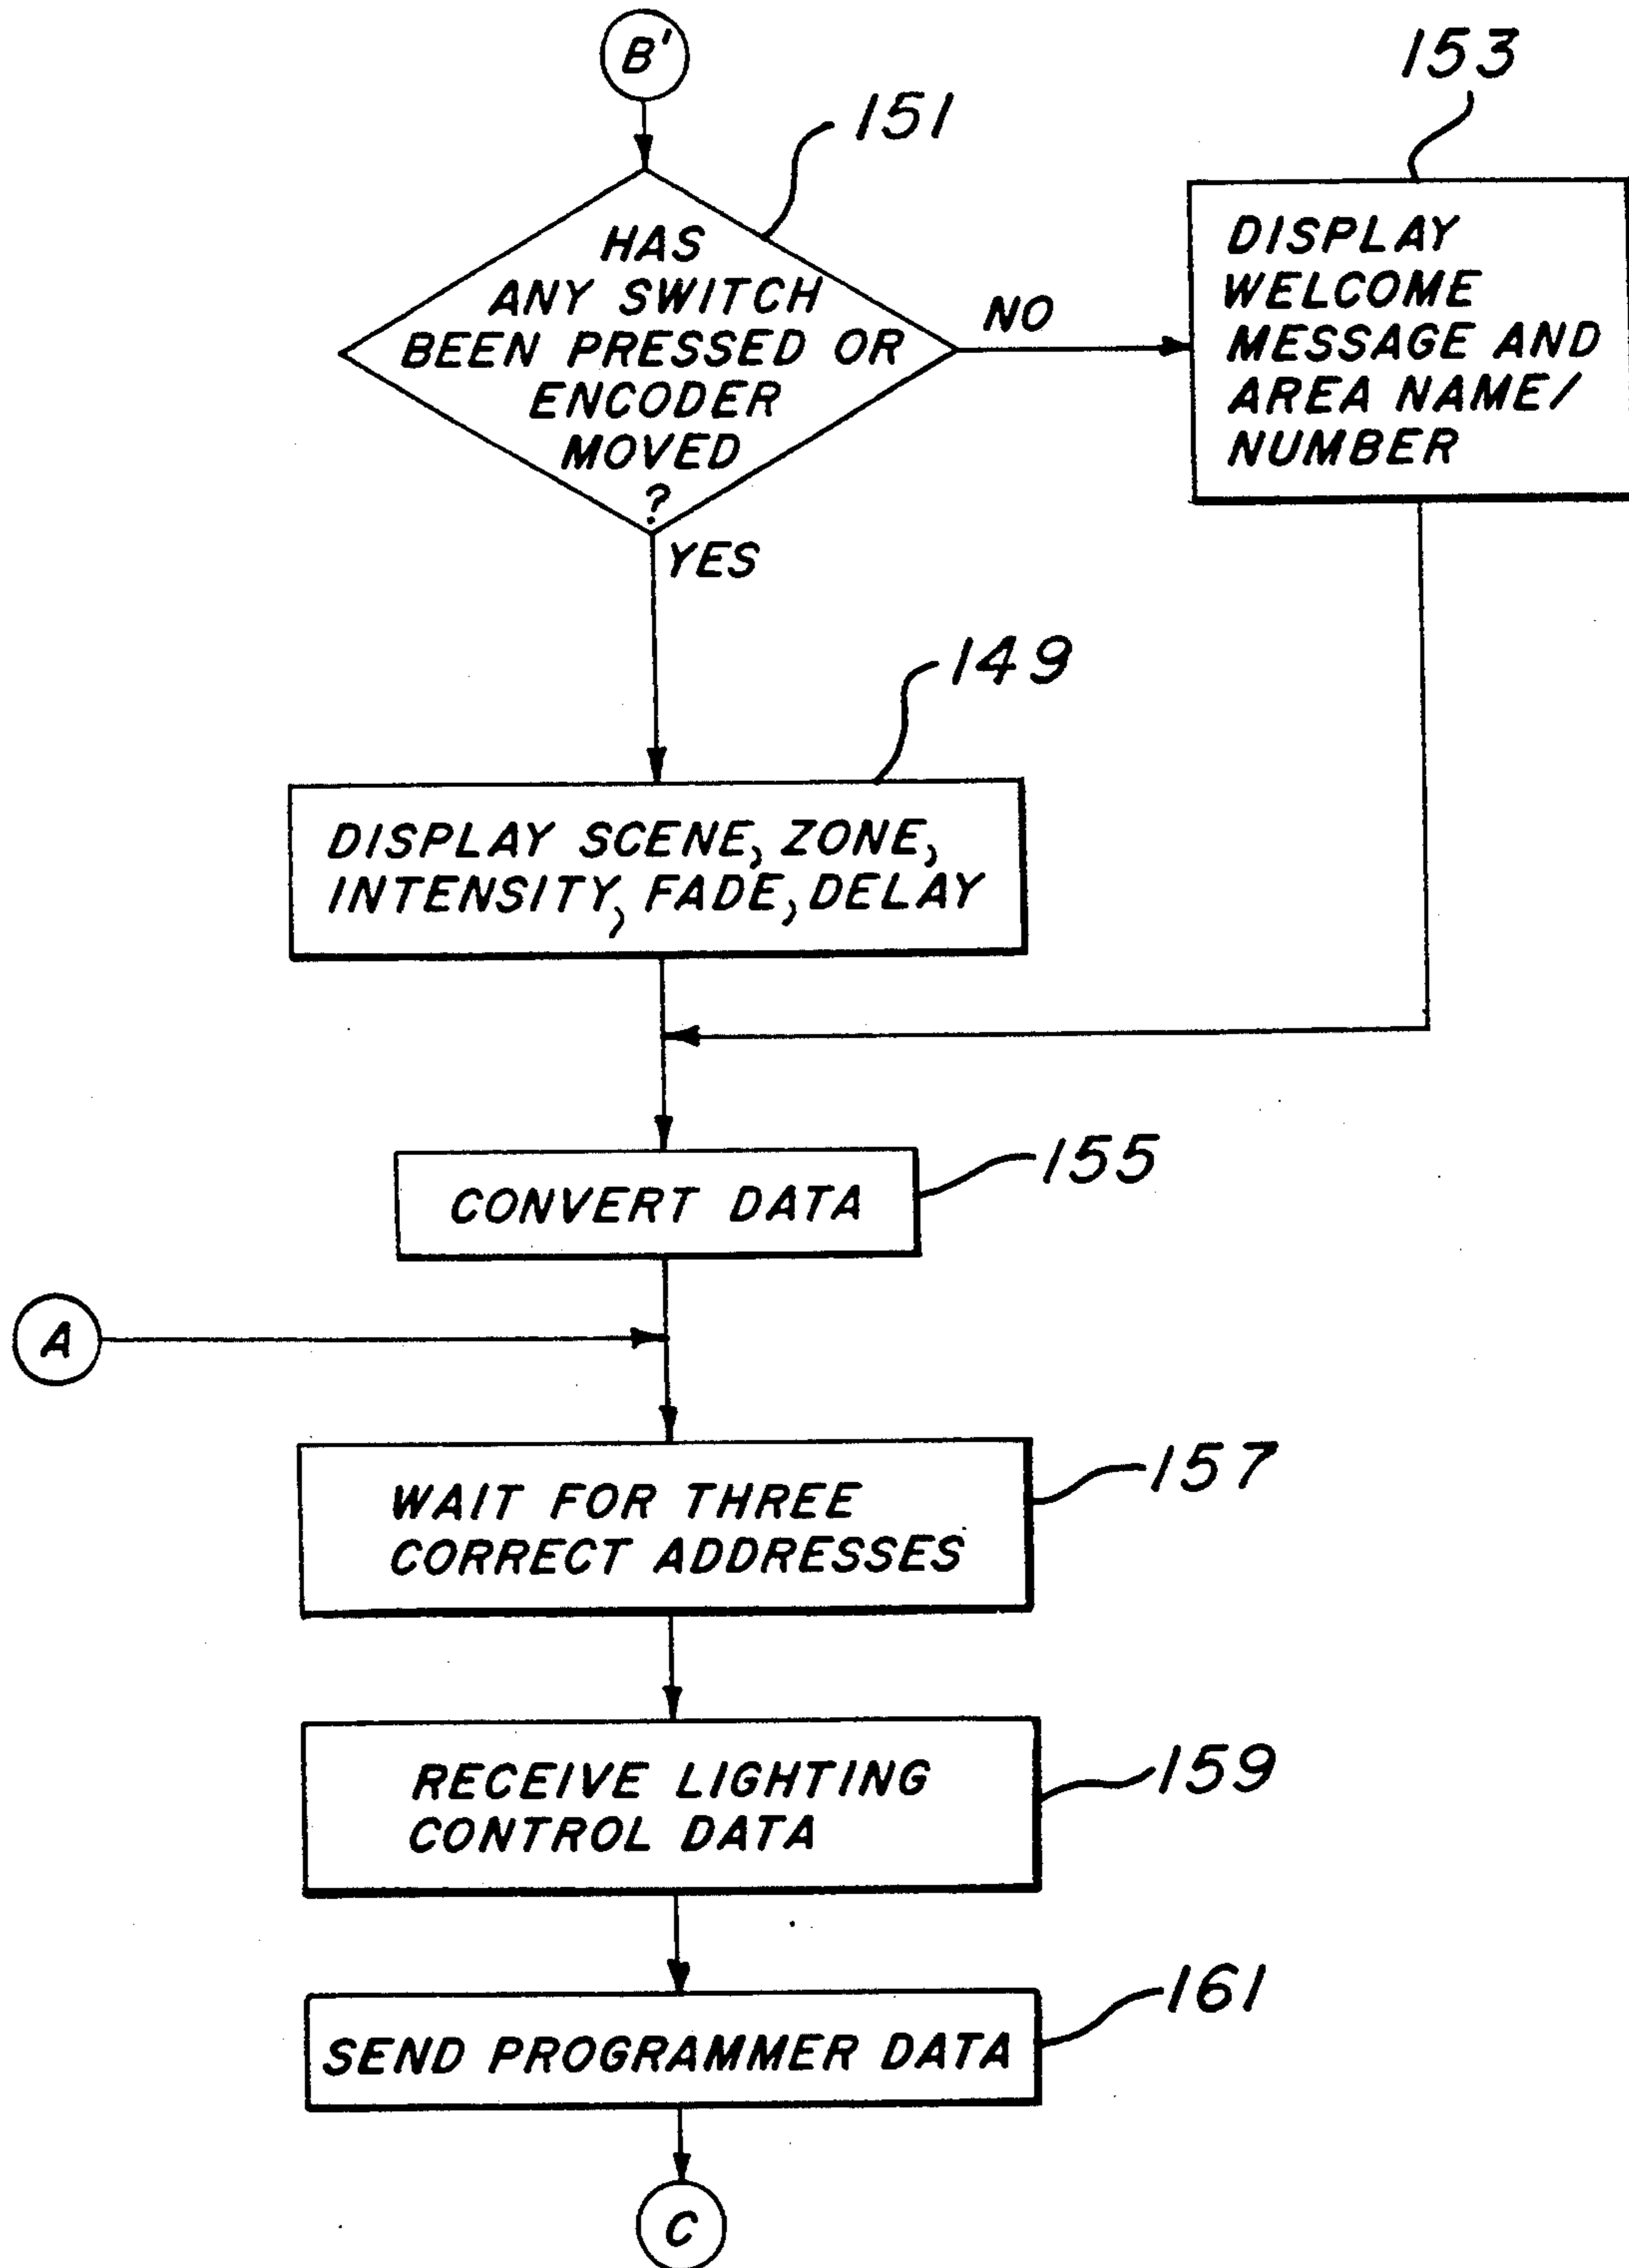 B'
151
153
HAS
ANY SWITCH
BEEN PRESSED OR
ENCODER
MOVED
?
NO
DISPLAY
WELCOME
MESSAGE AND
AREA NAME/
NUMBER
YES
149
DISPLAY SCENE, ZONE,
INTENSITY, FADE, DELAY
155
CONVERT DATA
A
157
WAIT FOR THREE
CORRECT ADDRESSES
159
RECEIVE LIGHTING
CONTROL DATA
161
SEND PROGRAMMER DATA
C